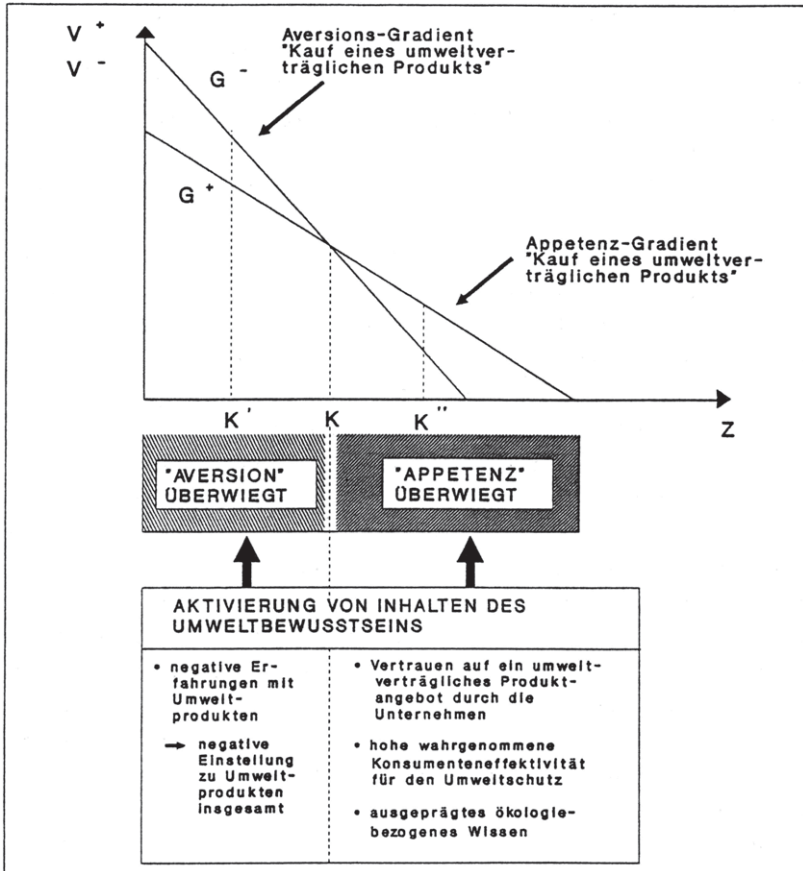 V +
V -
Aversions-Gradient
"Kauf eines umweltver-
träglichen Produkts"
G -
G +
Appetenz-Gradient
"Kauf eines umweltver-
träglichen Produkts"
K'
K
K''
Z
"AVERSION"
ÜBERWIEGT
"APPETENZ"
ÜBERWIEGT
AKTIVIERUNG VON INHALTEN DES
UMWELTBEWUSSTSEINS
• negative Er-
fahrungen mit
Umwelt-
produkten
→ negative
Einstellung
zu Umwelt-
produkten
insgesamt
• Vertrauen auf ein umwelt-
verträgliches Produkt-
angebot durch die
Unternehmen
• hohe wahrgenommene
Konsumenteneffektivität
für den Umweltschutz
• ausgeprägtes ökologie-
bezogenes Wissen